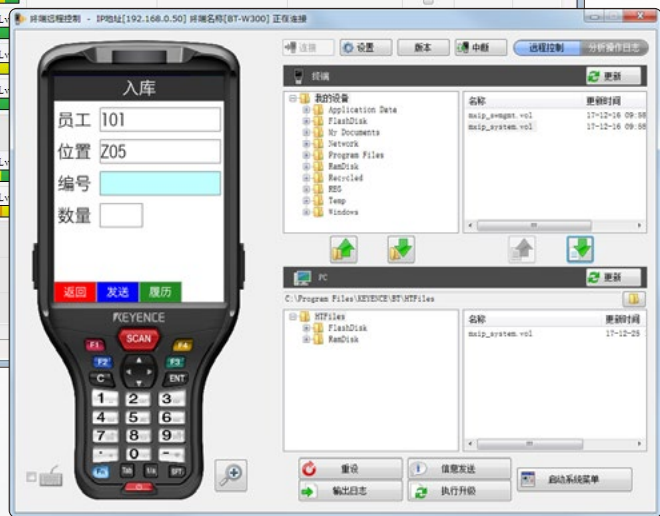 终端远程控制 - IP地址[192.168.0.50] 终端名称[BT-W300] 正在连接
连接 设置 版本 中断 远程控制 分析操作日志
终端 更新
我的设备
Application Data
FlashDisk
My Documents
Network
Program Files
RamDisk
Recycled
REG
Temp
Windows
名称 更新时间
mxip_swmgmt.vol 17-12-16 09:58
mxip_system.vol 17-12-16 09:58
入库
员工 101
位置 Z05
编号
数量
返回 发送 履历
KEYENCE
SCAN
F1 F4
F2 F3
C ENT
1 2 3
4 5 6
7 8 9
. 0 -
Fn Tab BS SFT
PC 更新
C:\Program Files\KEYENCE\BT\HTFiles
HTFiles
FlashDisk
RamDisk
名称 更新时间
mxip_system.vol 17-12-25
重设 信息发送
启动系统菜单
输出日志 执行升级